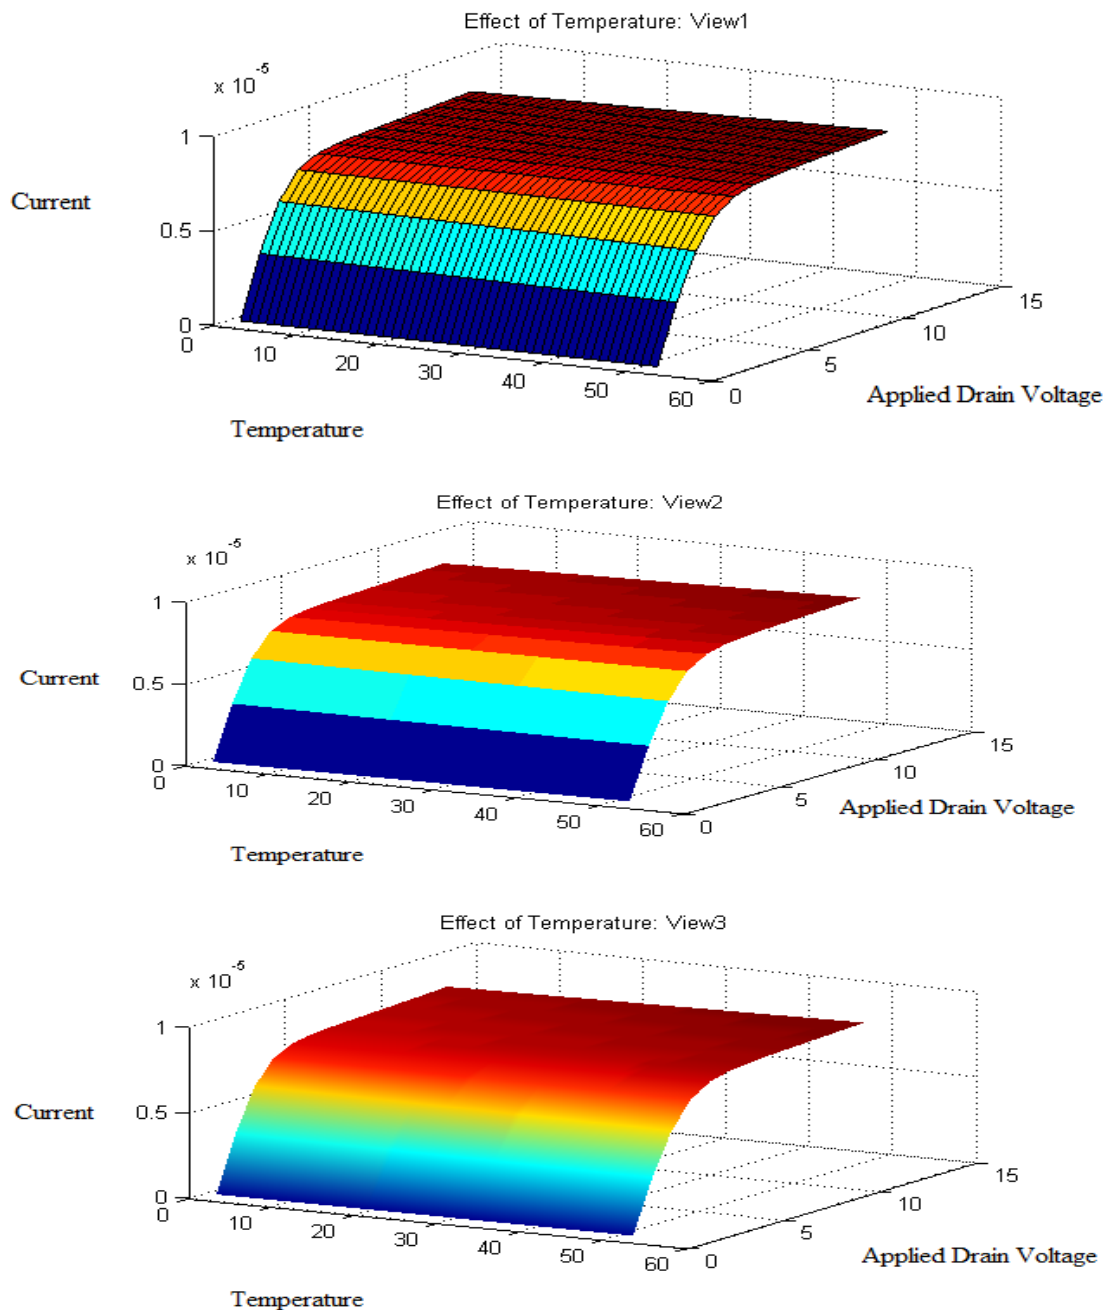 Effect of Temperature: View1
x 10^-5
1
Current
0.5
0
0
10
20
30
40
50
60
0
5
10
15
Applied Drain Voltage
Temperature
Effect of Temperature: View2
x 10^-5
1
Current
0.5
0
0
10
20
30
40
50
60
0
5
10
15
Applied Drain Voltage
Temperature
Effect of Temperature: View3
x 10^-5
1
Current
0.5
0
0
10
20
30
40
50
60
0
5
10
15
Applied Drain Voltage
Temperature